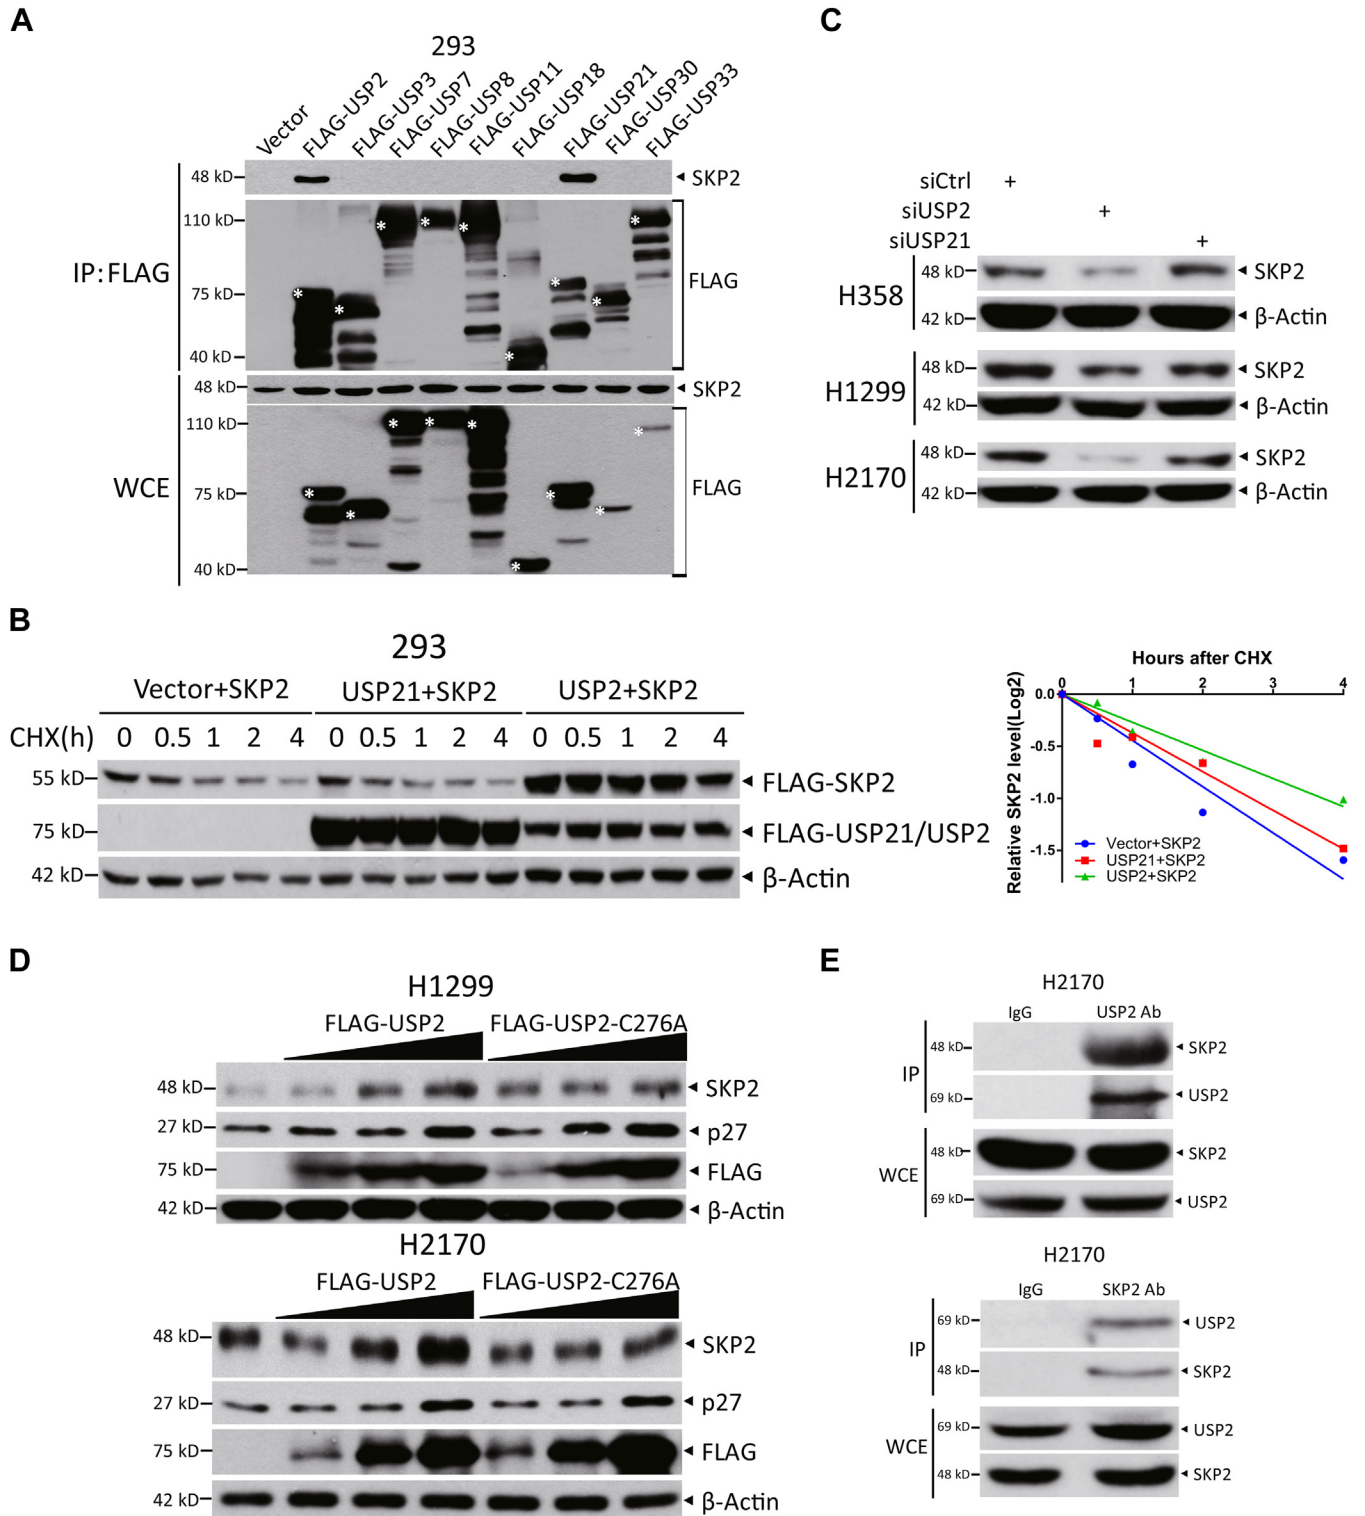 A
293
Vector
FLAG-USP2
FLAG-USP3
FLAG-USP7
FLAG-USP8
FLAG-USP11
FLAG-USP18
FLAG-USP21
FLAG-USP30
FLAG-USP33
IP:FLAG
48 kD
SKP2
110 kD
75 kD
40 kD
FLAG
WCE
48 kD
SKP2
110 kD
75 kD
40 kD
FLAG
C
siCtrl +
siUSP2 +
siUSP21 +
H358
48 kD SKP2
42 kD β-Actin
H1299
48 kD SKP2
42 kD β-Actin
H2170
48 kD SKP2
42 kD β-Actin
B
293
Vector+SKP2 USP21+SKP2 USP2+SKP2
CHX(h) 0 0.5 1 2 4 0 0.5 1 2 4 0 0.5 1 2 4
55 kD FLAG-SKP2
75 kD FLAG-USP21/USP2
42 kD β-Actin
Hours after CHX
0 1 2 3 4
Relative SKP2 level(Log2)
0.0
-0.5
-1.0
-1.5
Vector+SKP2
USP21+SKP2
USP2+SKP2
D
H1299
FLAG-USP2 FLAG-USP2-C276A
48 kD SKP2
27 kD p27
75 kD FLAG
42 kD β-Actin
H2170
FLAG-USP2 FLAG-USP2-C276A
48 kD SKP2
27 kD p27
75 kD FLAG
42 kD β-Actin
E
H2170
IgG USP2 Ab
IP
48 kD SKP2
69 kD USP2
WCE
48 kD SKP2
69 kD USP2
H2170
IgG SKP2 Ab
IP
69 kD USP2
48 kD SKP2
WCE
69 kD USP2
48 kD SKP2